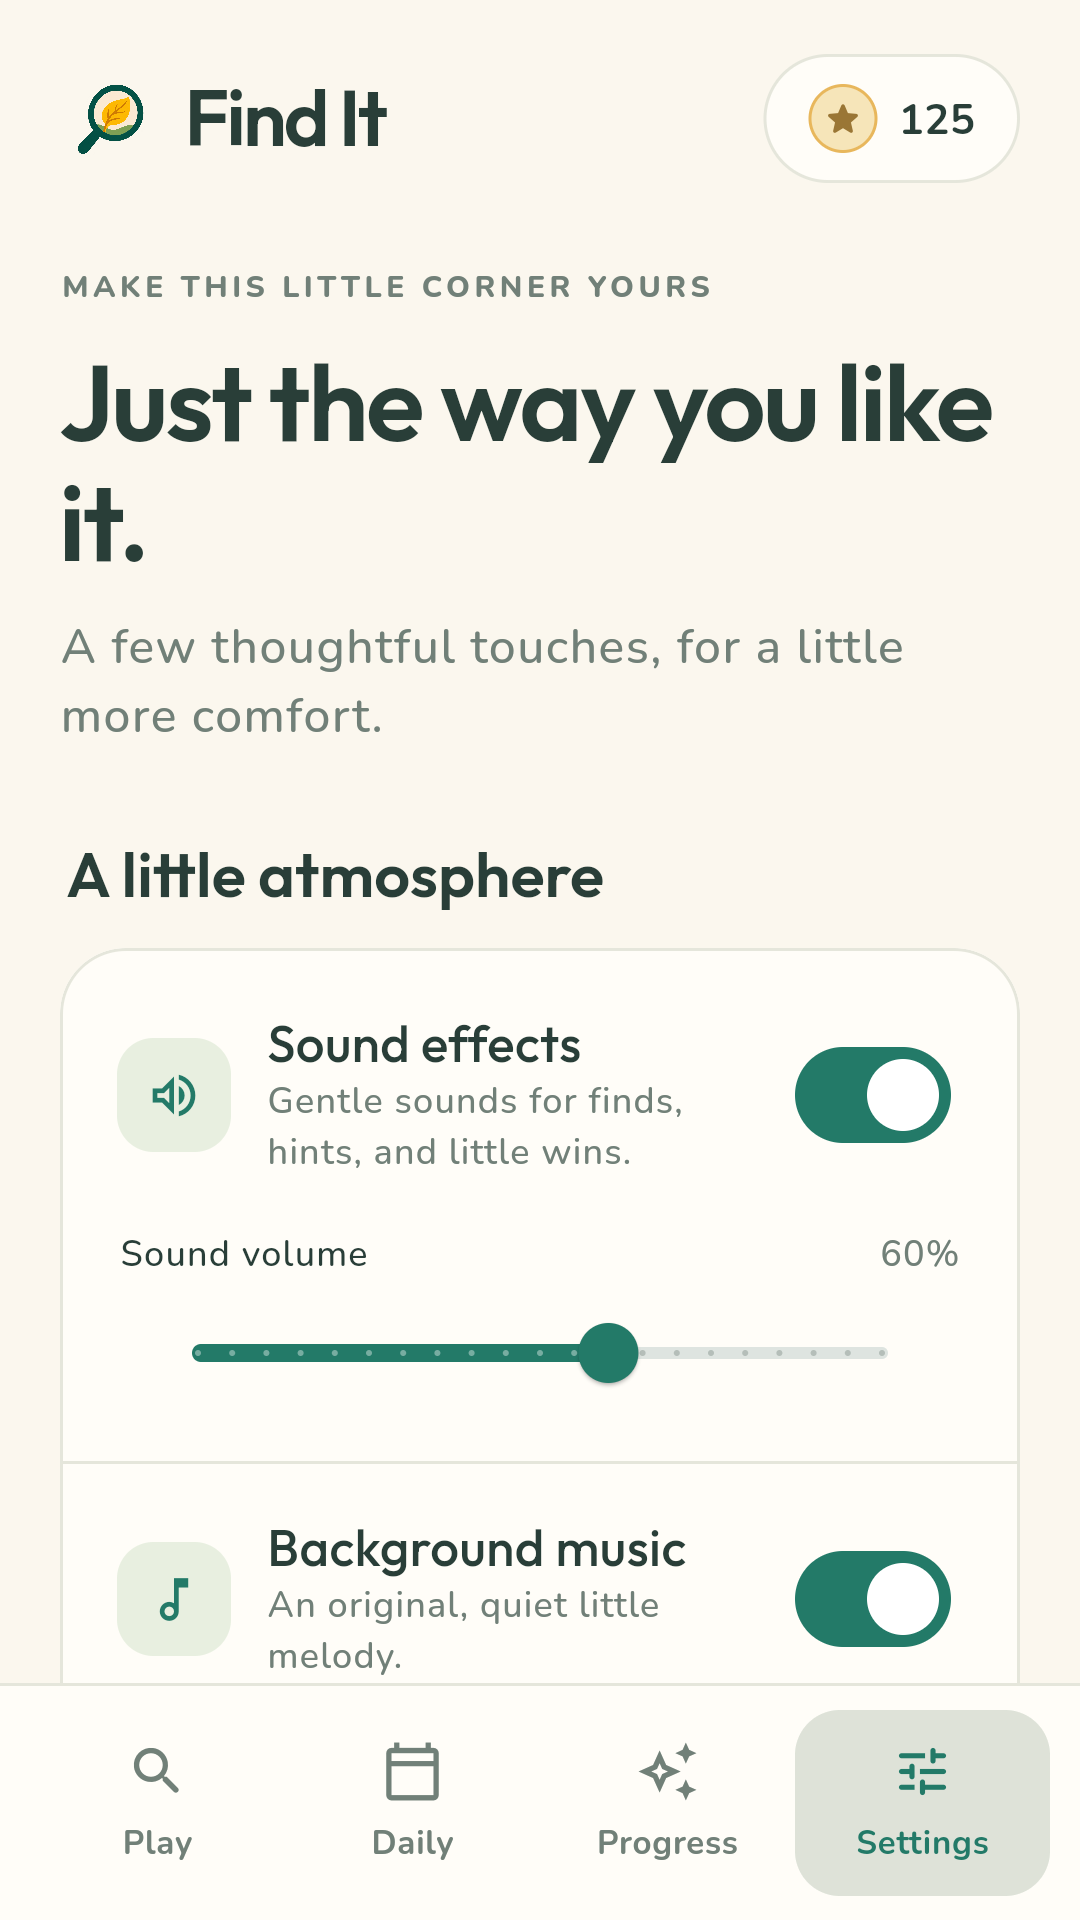 Find It
125
MAKE THIS LITTLE CORNER YOURS
Just the way you like
it.
A few thoughtful touches, for a little
more comfort.
A little atmosphere
Sound effects
Gentle sounds for finds,
hints, and little wins.
Sound volume
60%
Background music
An original, quiet little
melody.
Play
Daily
Progress
Settings